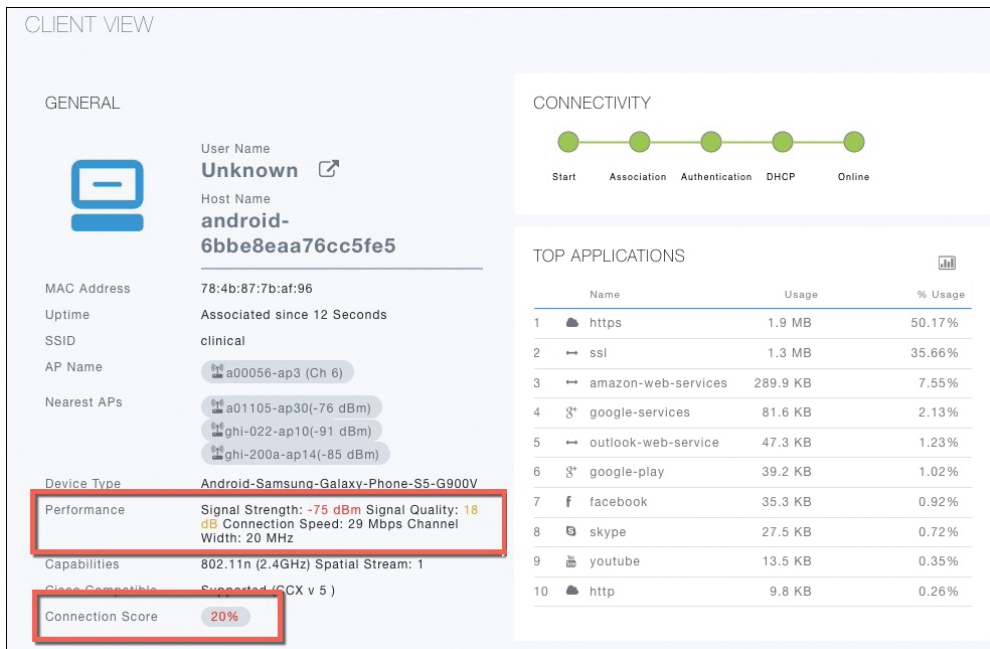 CLIENT VIEW
GENERAL
User Name
Unknown
Host Name
android-
6bbe8eaa76cc5fe5
MAC Address 78:4b:87:7b:af:96
Uptime Associated since 12 Seconds
SSID clinical
AP Name a00056-ap3 (Ch 6)
Nearest APs a01105-ap30(-76 dBm)
ghi-022-ap10(-91 dBm)
ghi-200a-ap14(-85 dBm)
Device Type Android-Samsung-Galaxy-Phone-S5-G900V
Performance Signal Strength: -75 dBm Signal Quality: 18
dB Connection Speed: 29 Mbps Channel
Width: 20 MHz
Capabilities 802.11n (2.4GHz) Spatial Stream: 1
Cisco Compatible Supported (CCX v 5 )
Connection Score 20%
CONNECTIVITY
Start Association Authentication DHCP Online
TOP APPLICATIONS
Name Usage % Usage
1 https 1.9 MB 50.17%
2 ssl 1.3 MB 35.66%
3 amazon-web-services 289.9 KB 7.55%
4 google-services 81.6 KB 2.13%
5 outlook-web-service 47.3 KB 1.23%
6 google-play 39.2 KB 1.02%
7 facebook 35.3 KB 0.92%
8 skype 27.5 KB 0.72%
9 youtube 13.5 KB 0.35%
10 http 9.8 KB 0.26%